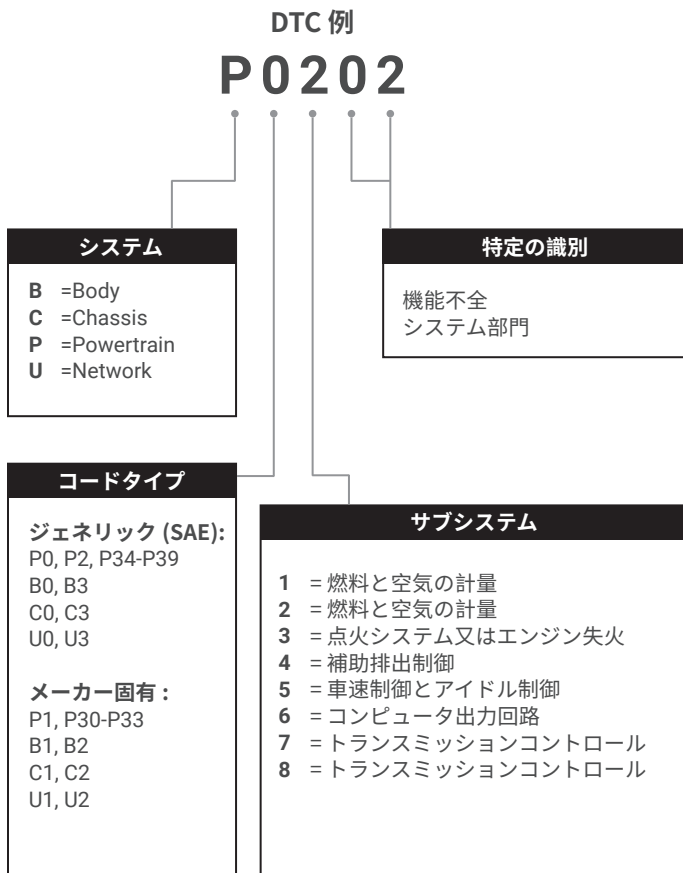 DTC 例
P0202
システム
B =Body
C =Chassis
P =Powertrain
U =Network
特定の識別
機能不全
システム部門
コードタイプ
ジェネリック (SAE):
P0, P2, P34-P39
B0, B3
C0, C3
U0, U3
メーカー固有 :
P1, P30-P33
B1, B2
C1, C2
U1, U2
サブシステム
1 = 燃料と空気の計量
2 = 燃料と空気の計量
3 = 点火システム又はエンジン失火
4 = 補助排出制御
5 = 車速制御とアイドル制御
6 = コンピュータ出力回路
7 = トランスミッションコントロール
8 = トランスミッションコントロール